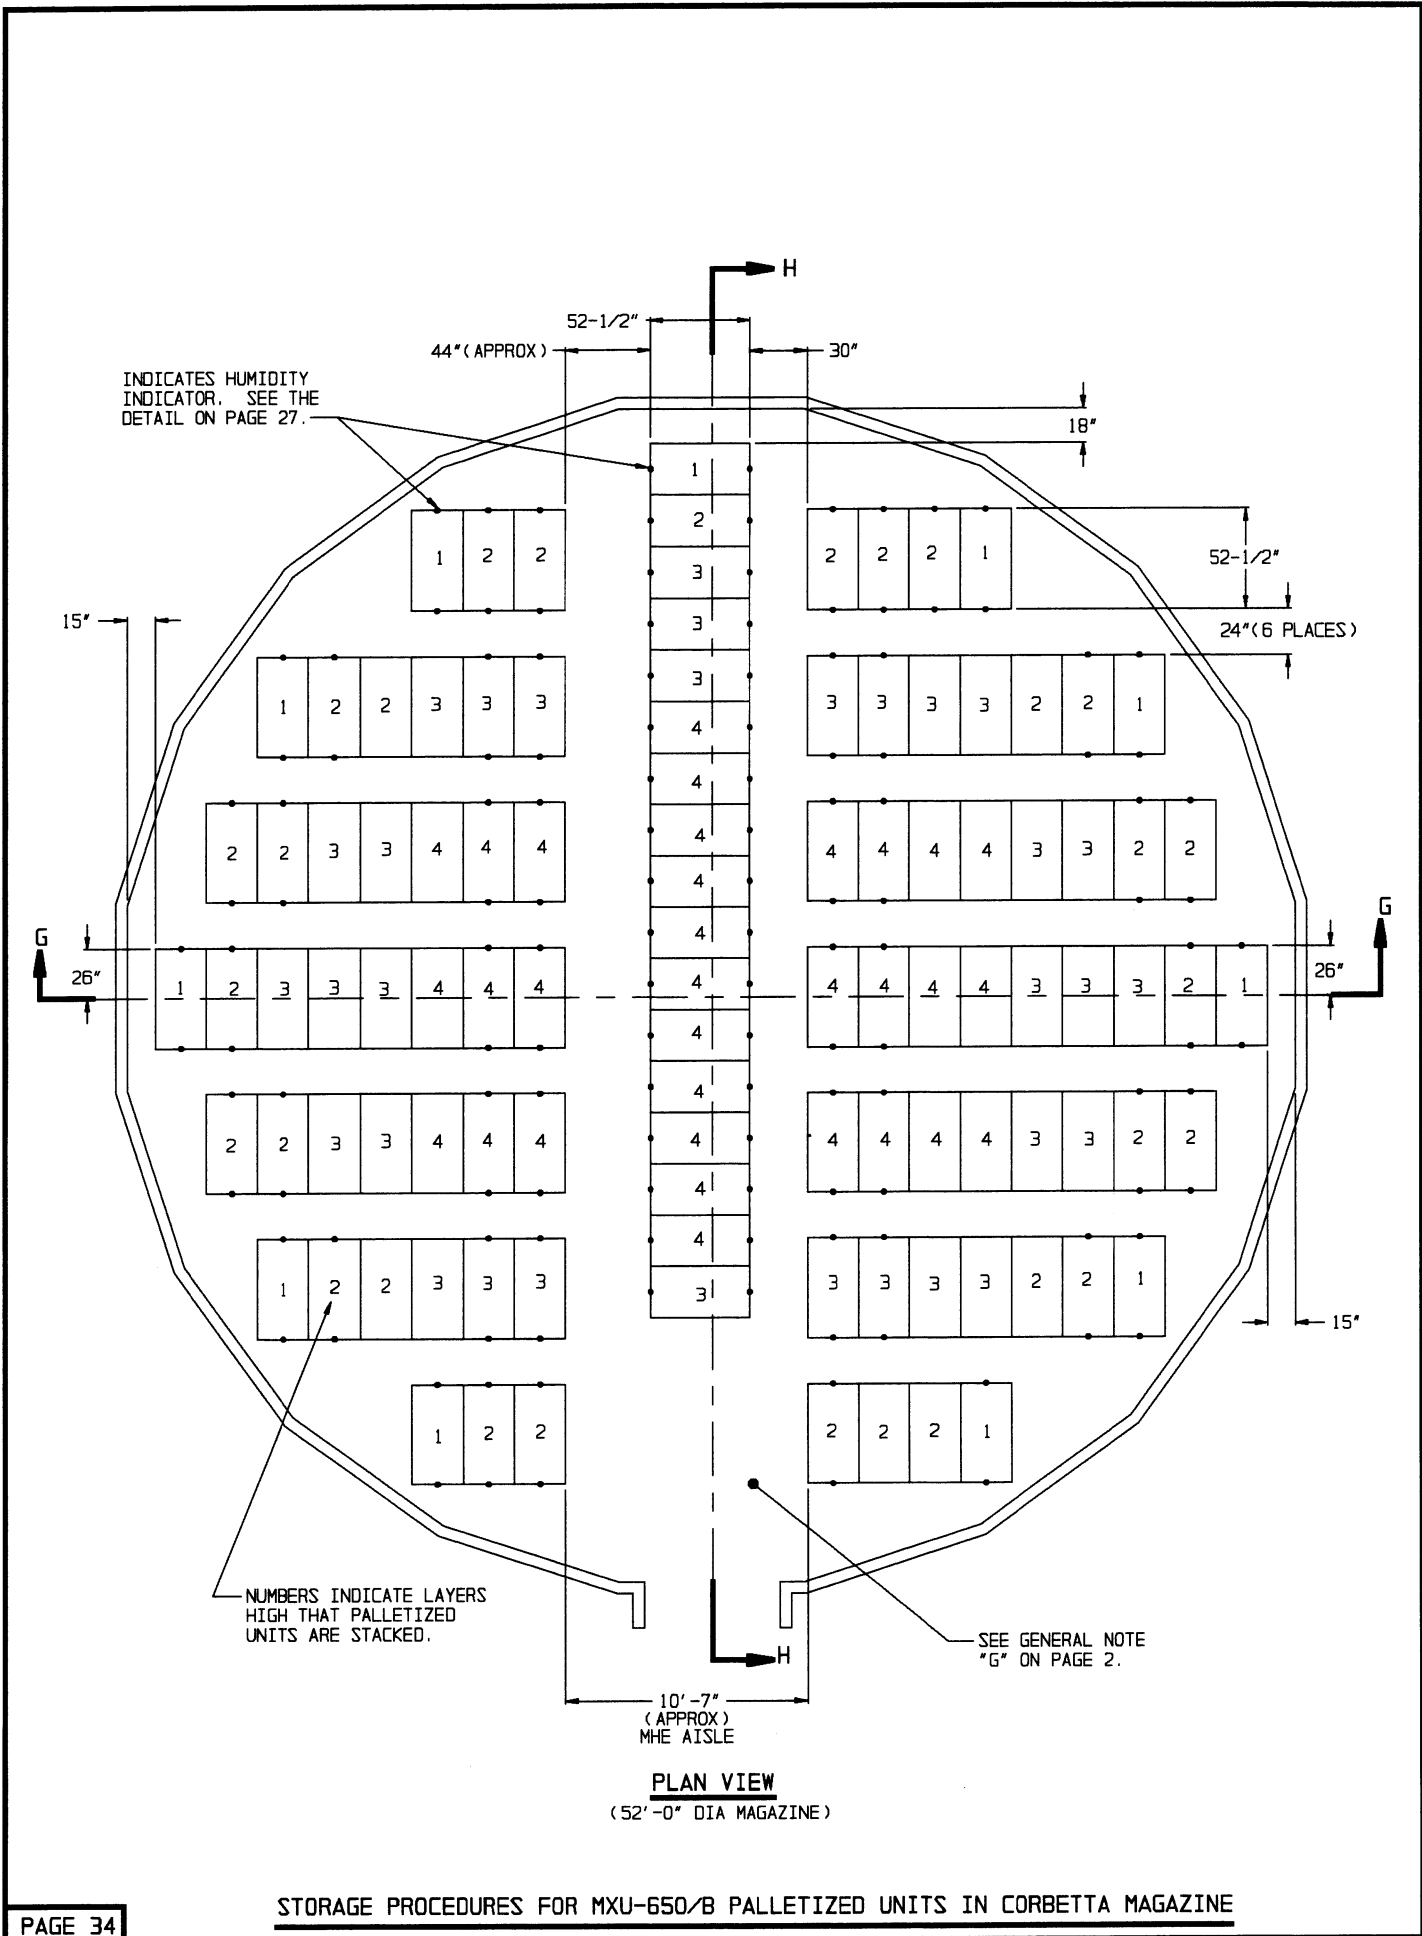 H
52-1/2"
44"(APPROX)
30"
INDICATES HUMIDITY
INDICATOR. SEE THE
DETAIL ON PAGE 27.
18"
1
2
1 2 2
2 2 2 1
52-1/2"
3
3
24"(6 PLACES)
15"
3
1 2 2 3 3 3
3 3 3 3 2 2 1
4
4
4
2 2 3 3 4 4 4
4 4 4 4 3 3 2 2
4
G
G
4
26"
26"
1 2 3 3 3 4 4 4
4
4 4 4 4 3 3 3 2 1
4
4
2 2 3 3 4 4 4
4
4 4 4 4 3 3 2 2
4
4
1 2 2 3 3 3
3
3 3 3 3 2 2 1
15"
1 2 2
2 2 2 1
NUMBERS INDICATE LAYERS
HIGH THAT PALLETIZED
UNITS ARE STACKED.
SEE GENERAL NOTE
"G" ON PAGE 2.
H
10'-7"
(APPROX)
MHE AISLE
PLAN VIEW
(52'-0" DIA MAGAZINE)
STORAGE PROCEDURES FOR MXU-650/B PALLETIZED UNITS IN CORBETTA MAGAZINE
PAGE 34